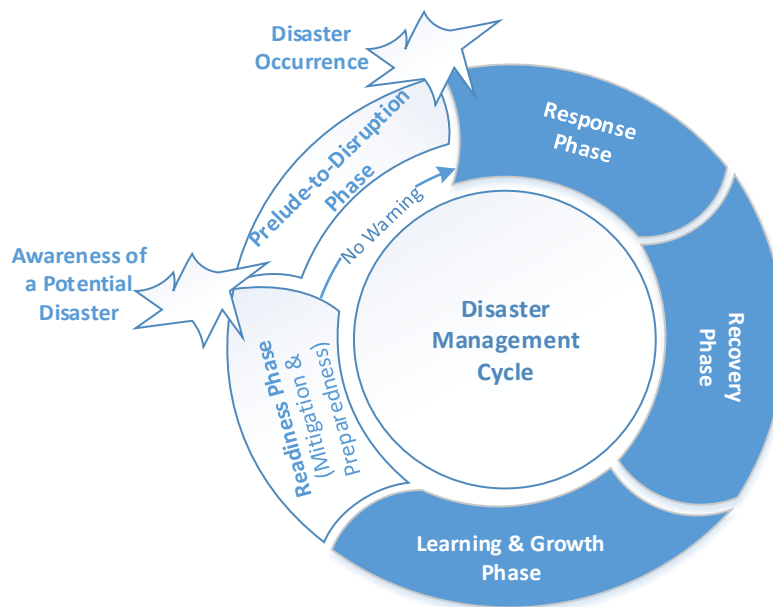 Disaster
Occurrence
Response
Phase
Prelude-to-Disruption
Phase
No Warning
Awareness of
a Potential
Disaster
Disaster
Management
Cycle
Recovery
Phase
Readiness Phase
(Mitigation &
Preparedness)
Learning & Growth
Phase